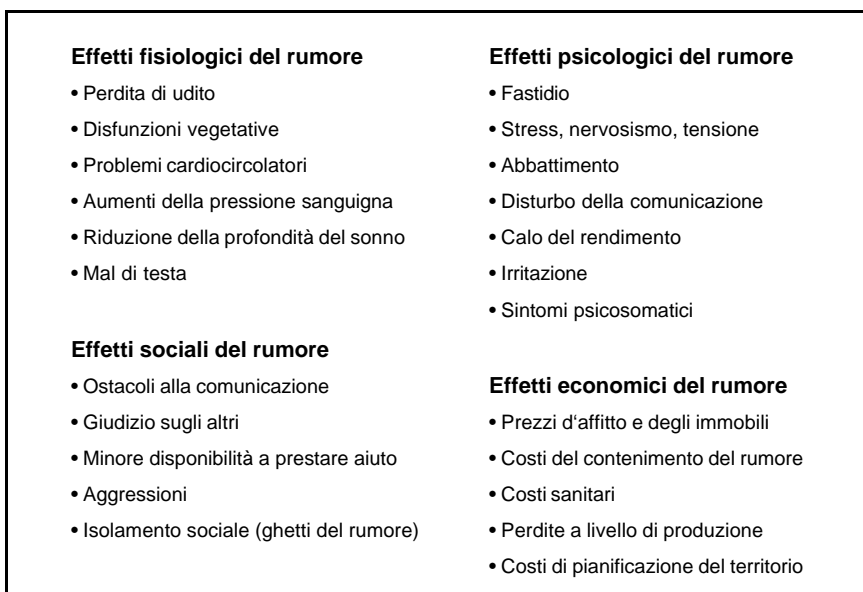 Effetti fisiologici del rumore
• Perdita di udito
• Disfunzioni vegetative
• Problemi cardiocircolatori
• Aumenti della pressione sanguigna
• Riduzione della profondità del sonno
• Mal di testa
Effetti sociali del rumore
• Ostacoli alla comunicazione
• Giudizio sugli altri
• Minore disponibilità a prestare aiuto
• Aggressioni
• Isolamento sociale (ghetti del rumore)
Effetti psicologici del rumore
• Fastidio
• Stress, nervosismo, tensione
• Abbattimento
• Disturbo della comunicazione
• Calo del rendimento
• Irritazione
• Sintomi psicosomatici
Effetti economici del rumore
• Prezzi d‘affitto e degli immobili
• Costi del contenimento del rumore
• Costi sanitari
• Perdite a livello di produzione
• Costi di pianificazione del territorio